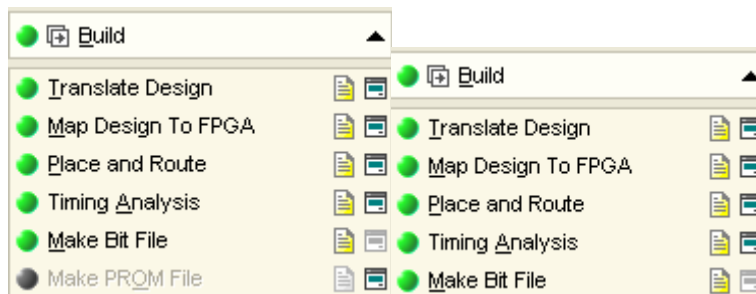 Build
Translate Design
Map Design To FPGA
Place and Route
Timing Analysis
Make Bit File
Make PROM File
Build
Translate Design
Map Design To FPGA
Place and Route
Timing Analysis
Make Bit File